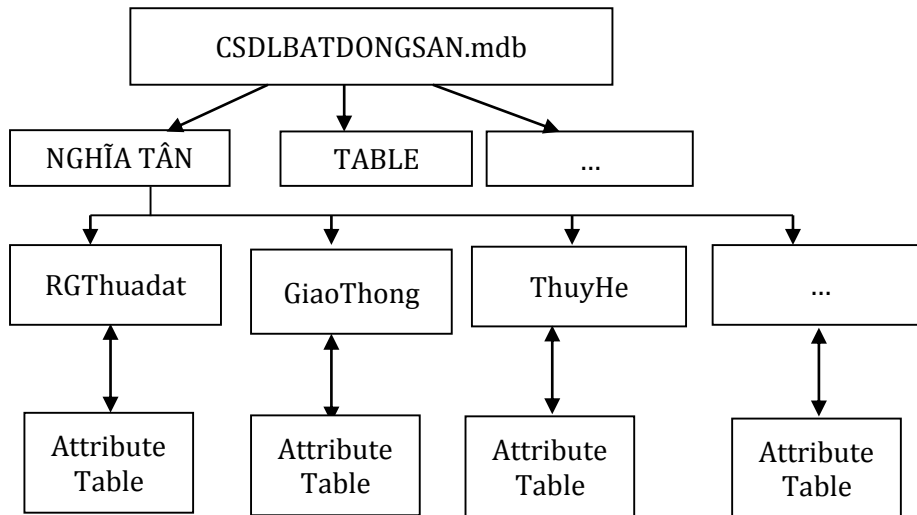 CSDLBATDONGSAN.mdb
NGHĨA TÂN
TABLE
...
RGThuadat
GiaoThong
ThuyHe
...
Attribute
Table
Attribute
Table
Attribute
Table
Attribute
Table